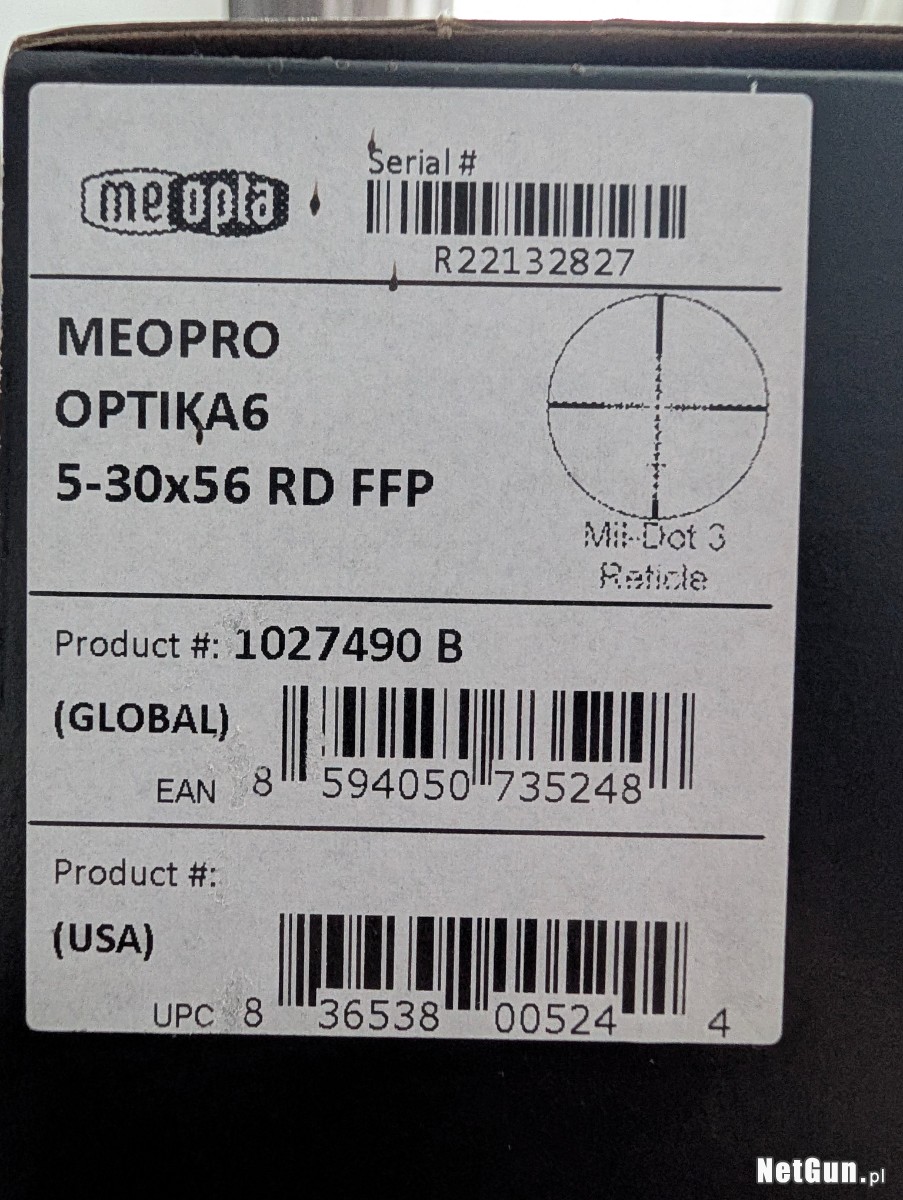 meopta
Serial #
R22132827
MEOPRO
OPTIKA6
5-30x56 RD FFP
Mil-Dot 3
Reticle
Product #: 1027490 B
(GLOBAL)
EAN 8 594050 735248
Product #:
(USA)
UPC 8 36538 00524 4
NetGun.pl